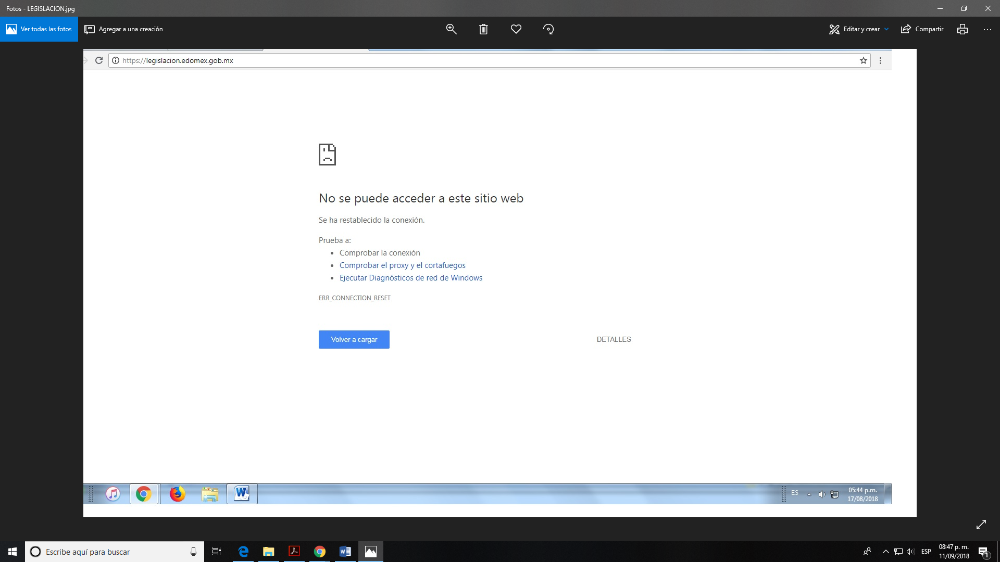 Fotos - LEGISLACION.jpg
Ver todas las fotos
Agregar a una creación
Editar y crear
Compartir
https://legislacion.edomex.gob.mx
No se puede acceder a este sitio web
Se ha restablecido la conexión.
Prueba a:
• Comprobar la conexión
• Comprobar el proxy y el cortafuegos
• Ejecutar Diagnósticos de red de Windows
ERR_CONNECTION_RESET
Volver a cargar
DETALLES
ES
05:44 p.m.
17/08/2018
Escribe aquí para buscar
ESP
08:47 p. m.
11/09/2018
1